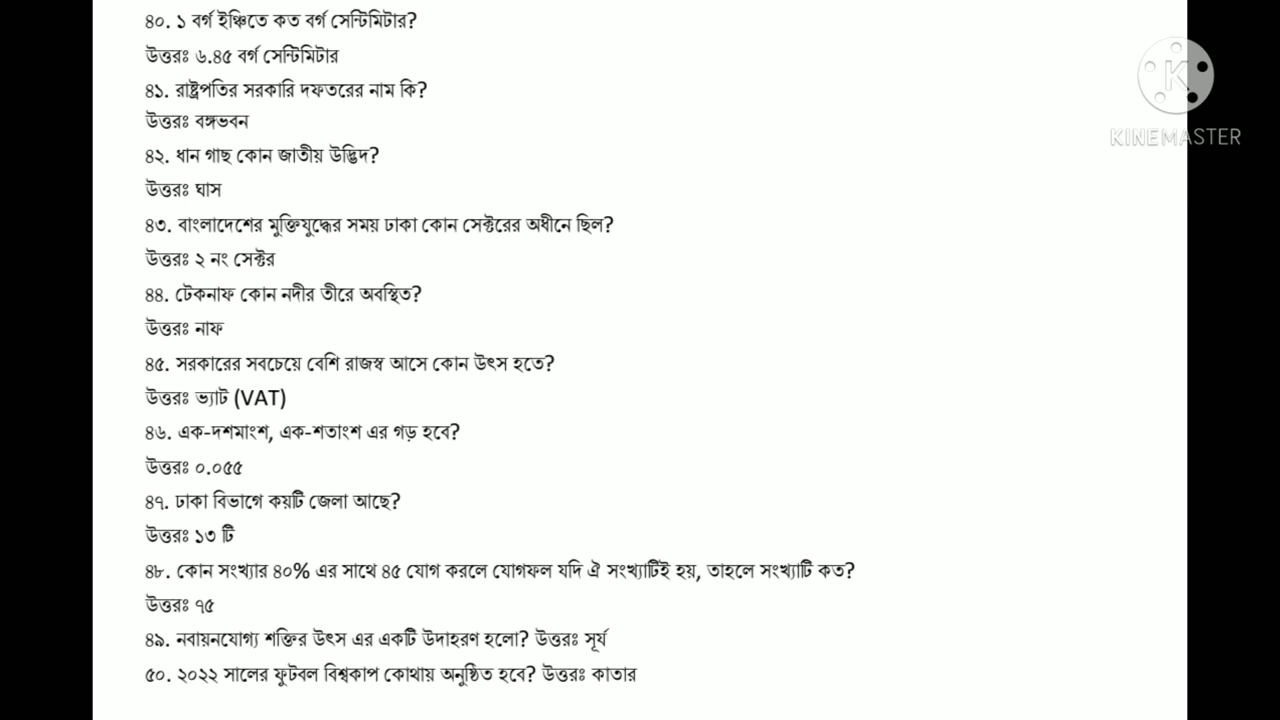 ৪০. ১ বর্গ ইঞ্চিতে কত বর্গ সেন্টিমিটার?
উত্তরঃ ৬.৪৫ বর্গ সেন্টিমিটার
৪১. রাষ্ট্রপতির সরকারি দফতরের নাম কি?
উত্তরঃ বঙ্গভবন
৪২. ধান গাছ কোন জাতীয় উদ্ভিদ?
উত্তরঃ ঘাস
৪৩. বাংলাদেশের মুক্তিযুদ্ধের সময় ঢাকা কোন সেক্টরের অধীনে ছিল?
উত্তরঃ ২ নং সেক্টর
৪৪. টেকনাফ কোন নদীর তীরে অবস্থিত?
উত্তরঃ নাফ
৪৫. সরকারের সবচেয়ে বেশি রাজস্ব আসে কোন উৎস হতে?
উত্তরঃ ভ্যাট (VAT)
৪৬. এক-দশমাংশ, এক-শতাংশ এর গড় হবে?
উত্তরঃ ০.০৫৫
৪৭. ঢাকা বিভাগে কয়টি জেলা আছে?
উত্তরঃ ১৩ টি
৪৮. কোন সংখ্যার ৪০% এর সাথে ৪৫ যোগ করলে যোগফল যদি ঐ সংখ্যাটিই হয়, তাহলে সংখ্যাটি কত?
উত্তরঃ ৭৫
৪৯. নবায়নযোগ্য শক্তির উৎস এর একটি উদাহরণ হলো? উত্তরঃ সূর্য
৫০. ২০২২ সালের ফুটবল বিশ্বকাপ কোথায় অনুষ্ঠিত হবে? উত্তরঃ কাতার
K
KINEMASTER